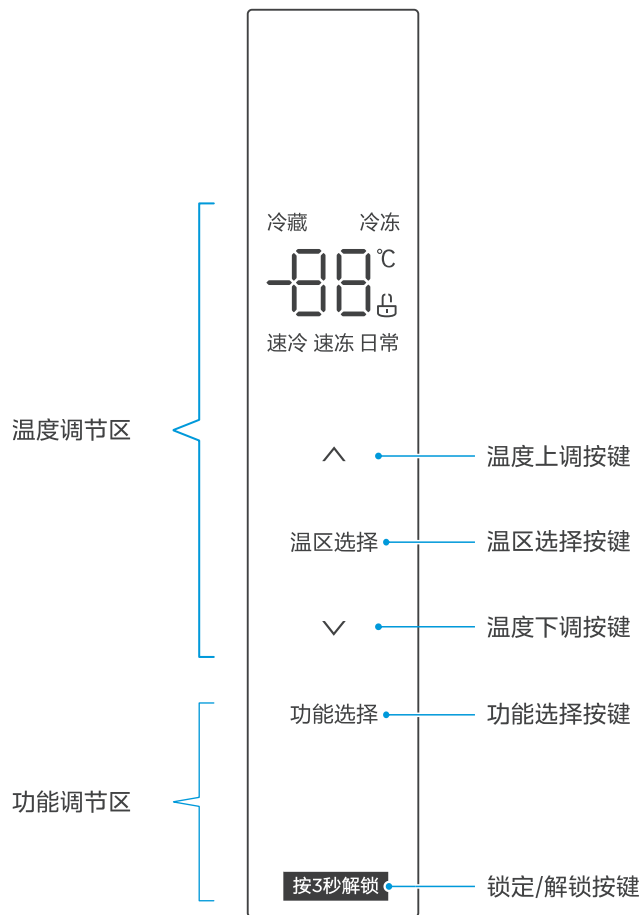 冷藏 冷冻
-88℃
速冷 速冻 日常
温度调节区
温度上调按键
温区选择 温区选择按键
温度下调按键
功能选择 功能选择按键
功能调节区
按3秒解锁 锁定/解锁按键